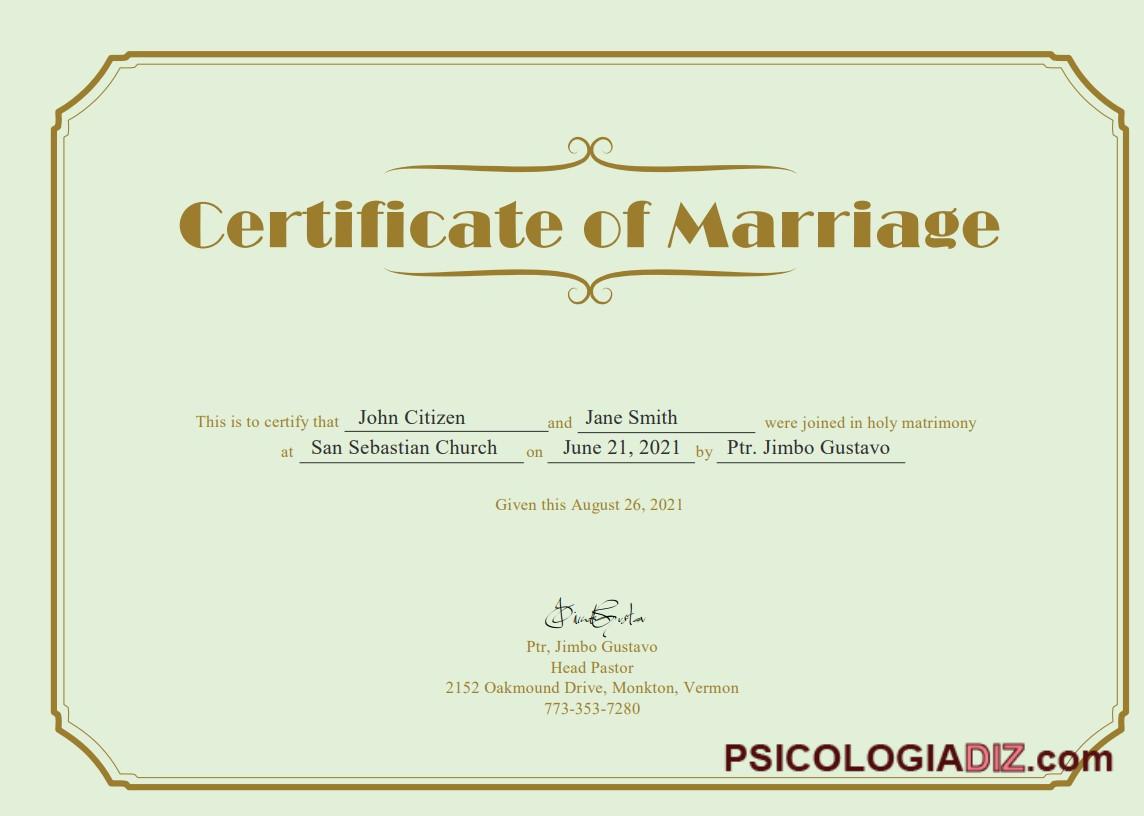 Certificate of Marriage
This is to certify that John Citizen and Jane Smith were joined in holy matrimony
at San Sebastian Church on June 21, 2021 by Ptr. Jimbo Gustavo
Given this August 26, 2021
Ptr, Jimbo Gustavo
Head Pastor
2152 Oakmound Drive, Monkton, Vermon
773-353-7280
PSICOLOGIADIZ.com